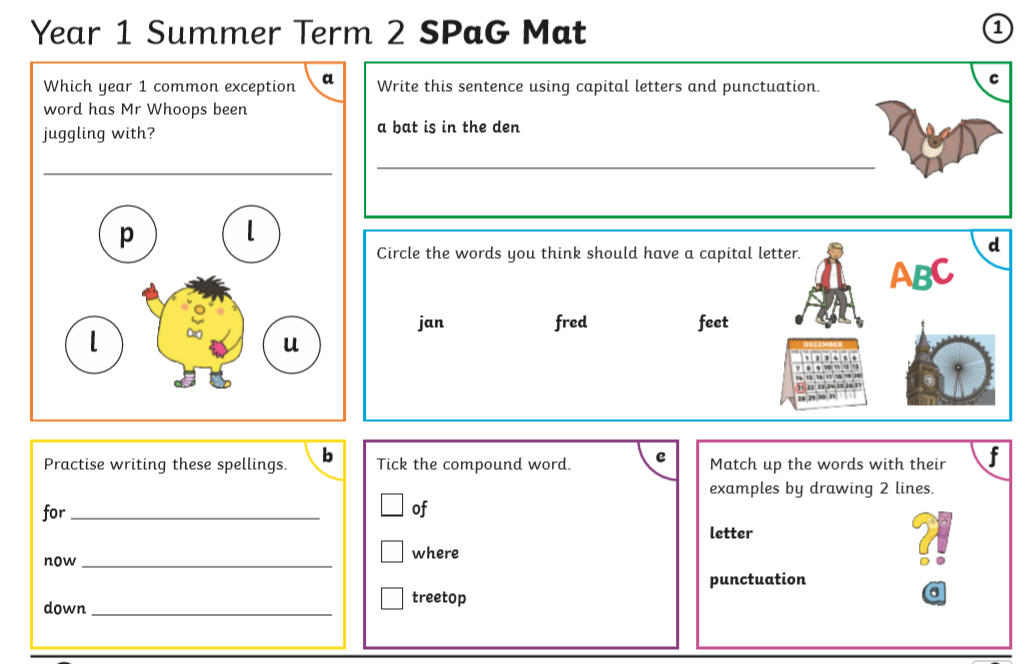 Year 1 Summer Term 2 SPaG Mat
1
a
Which year 1 common exception
word has Mr Whoops been
juggling with?
p
l
l
u
c
Write this sentence using capital letters and punctuation.
a bat is in the den
d
Circle the words you think should have a capital letter.
jan fred feet
ABC
DECEMBER
b
Practise writing these spellings.
for
now
down
e
Tick the compound word.
of
where
treetop
f
Match up the words with their
examples by drawing 2 lines.
letter
?!
punctuation
a